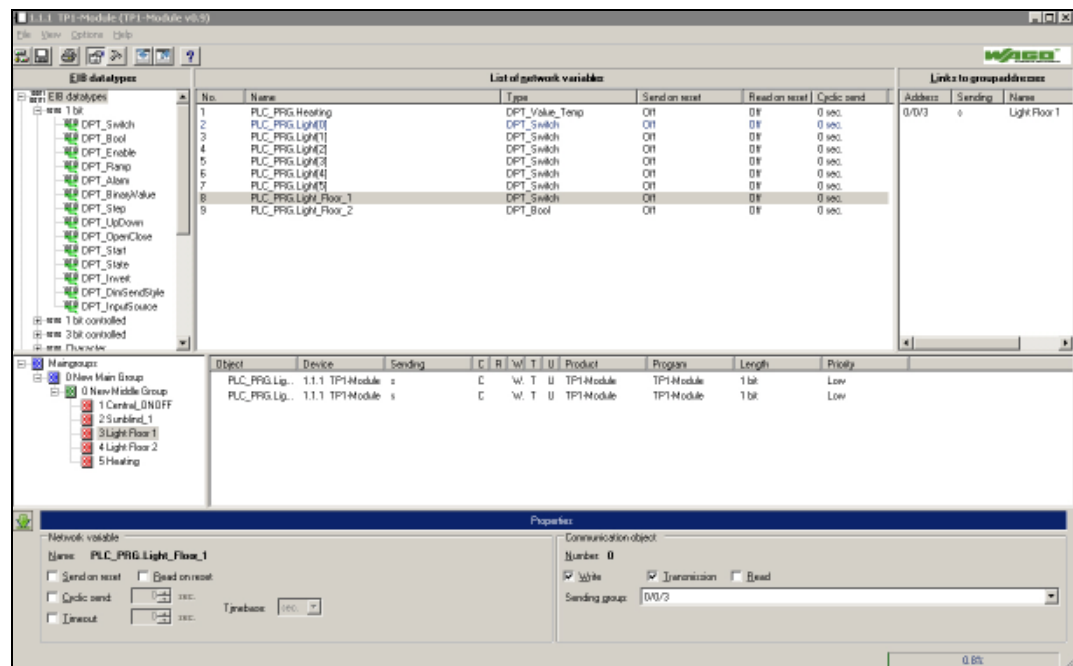 1.1.1 TP1-Module (TP1-Module v0.9)
File View Options Help
WAGO
EIB datatypes
List of network variables
Links to groupaddresses
EIB datatypes
1 bit
DPT_Switch
DPT_Bool
DPT_Enable
DPT_Ramp
DPT_Alarm
DPT_BinaryValue
DPT_Step
DPT_UpDown
DPT_OpenClose
DPT_Start
DPT_State
DPT_Invert
DPT_DimSendStyle
DPT_InputSource
1 bit controlled
3 bit controlled
Character
No. Name Type Send on reset Read on reset Cyclic send
1 PLC_PRG.Heating DPT_Value_Temp Off Off 0 sec.
2 PLC_PRG.Light[0] DPT_Switch Off Off 0 sec.
3 PLC_PRG.Light[1] DPT_Switch Off Off 0 sec.
4 PLC_PRG.Light[2] DPT_Switch Off Off 0 sec.
5 PLC_PRG.Light[3] DPT_Switch Off Off 0 sec.
6 PLC_PRG.Light[4] DPT_Switch Off Off 0 sec.
7 PLC_PRG.Light[5] DPT_Switch Off Off 0 sec.
8 PLC_PRG.Light_Floor_1 DPT_Switch Off Off 0 sec.
9 PLC_PRG.Light_Floor_2 DPT_Bool Off Off 0 sec.
Address Sending Name
0/0/3 s Light Floor 1
Maingroups
0 New Main Group
0 New Middle Group
1 Central_ONOFF
2 Sunblind_1
3 Light Floor 1
4 Light Floor 2
5 Heating
Object Device Sending C R W T U Product Program Length Priority
PLC_PRG.Lig... 1.1.1 TP1-Module s C W. T U TP1-Module TP1-Module 1 bit Low
PLC_PRG.Lig... 1.1.1 TP1-Module s C W. T U TP1-Module TP1-Module 1 bit Low
Properties
Network variable
Name: PLC_PRG.Light_Floor_1
Send on reset Read on reset
Cyclic send: 0 sec.
Timebase: sec.
Timeout 0 sec.
Communication object
Number: 0
Write Transmission Read
Sending group: 0/0/3
0.8%